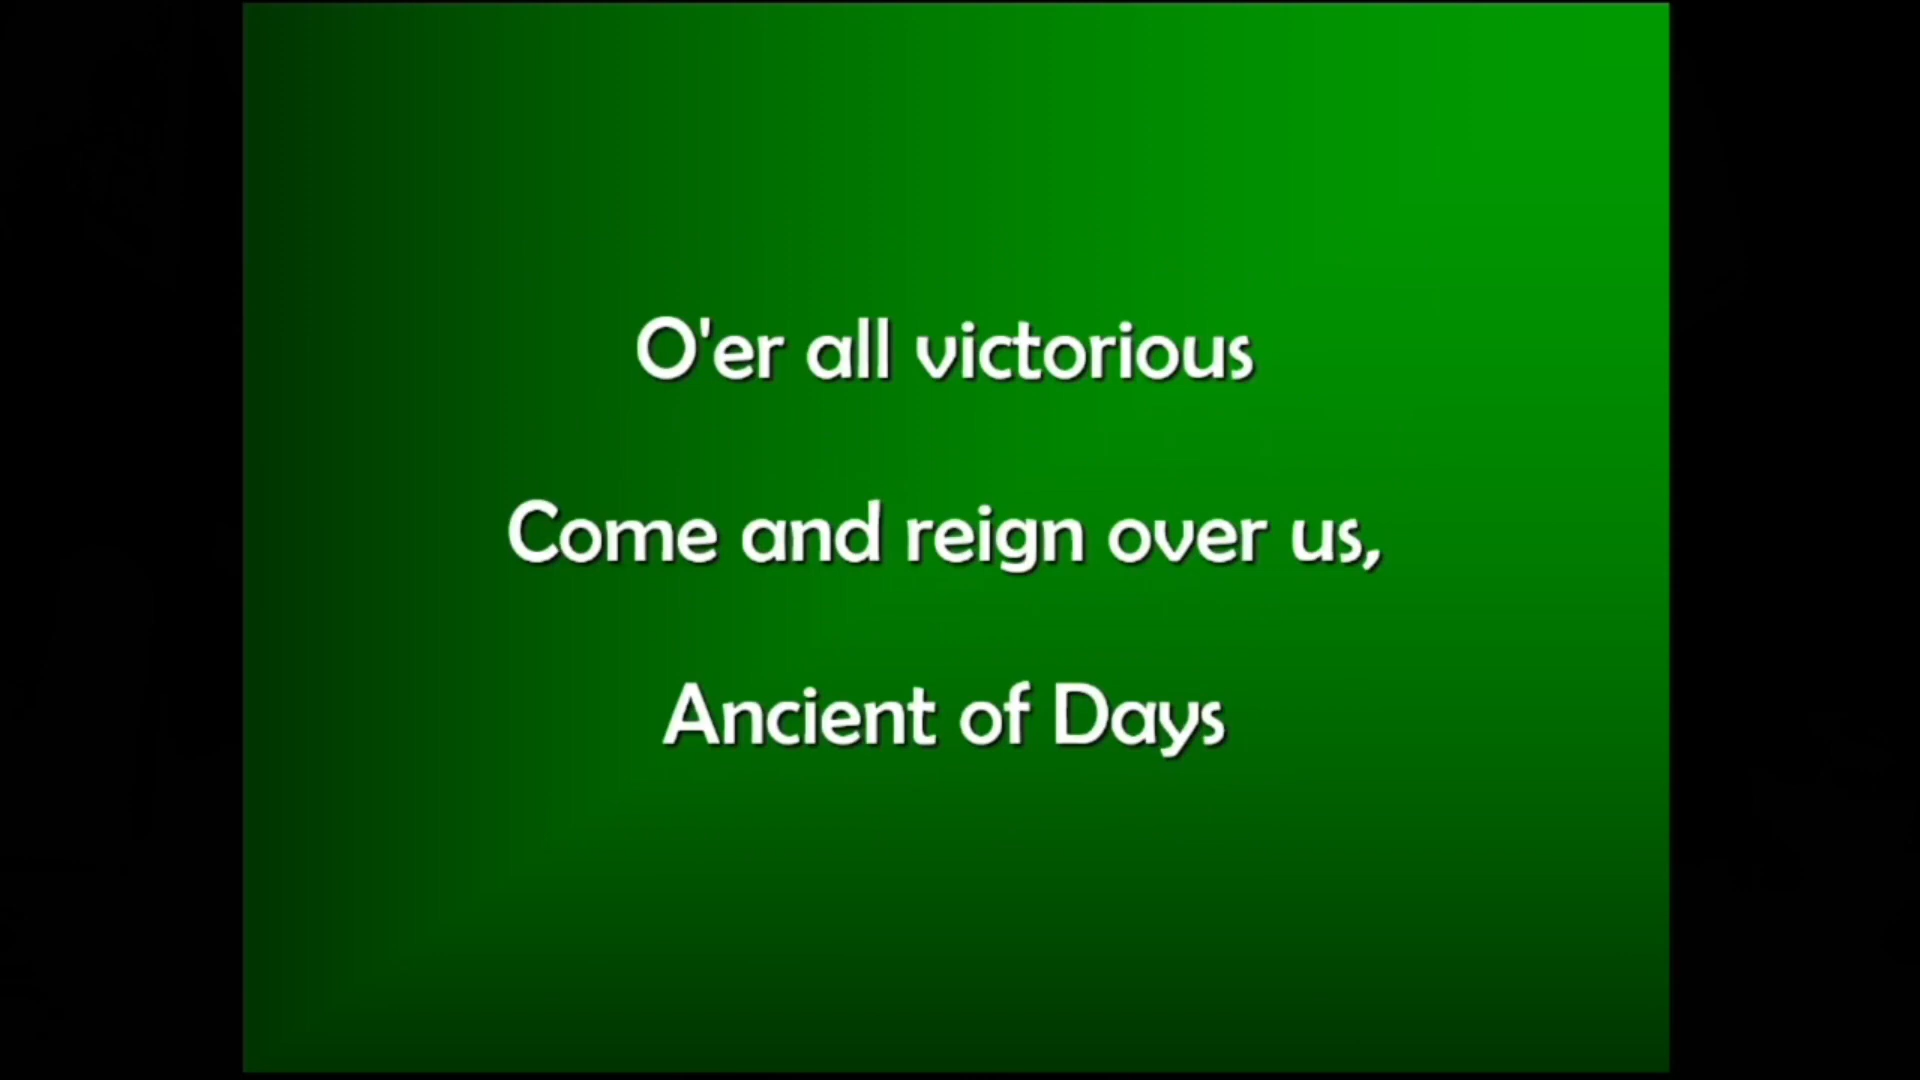 O'er all victorious
Come and reign over us,
Ancient of Days